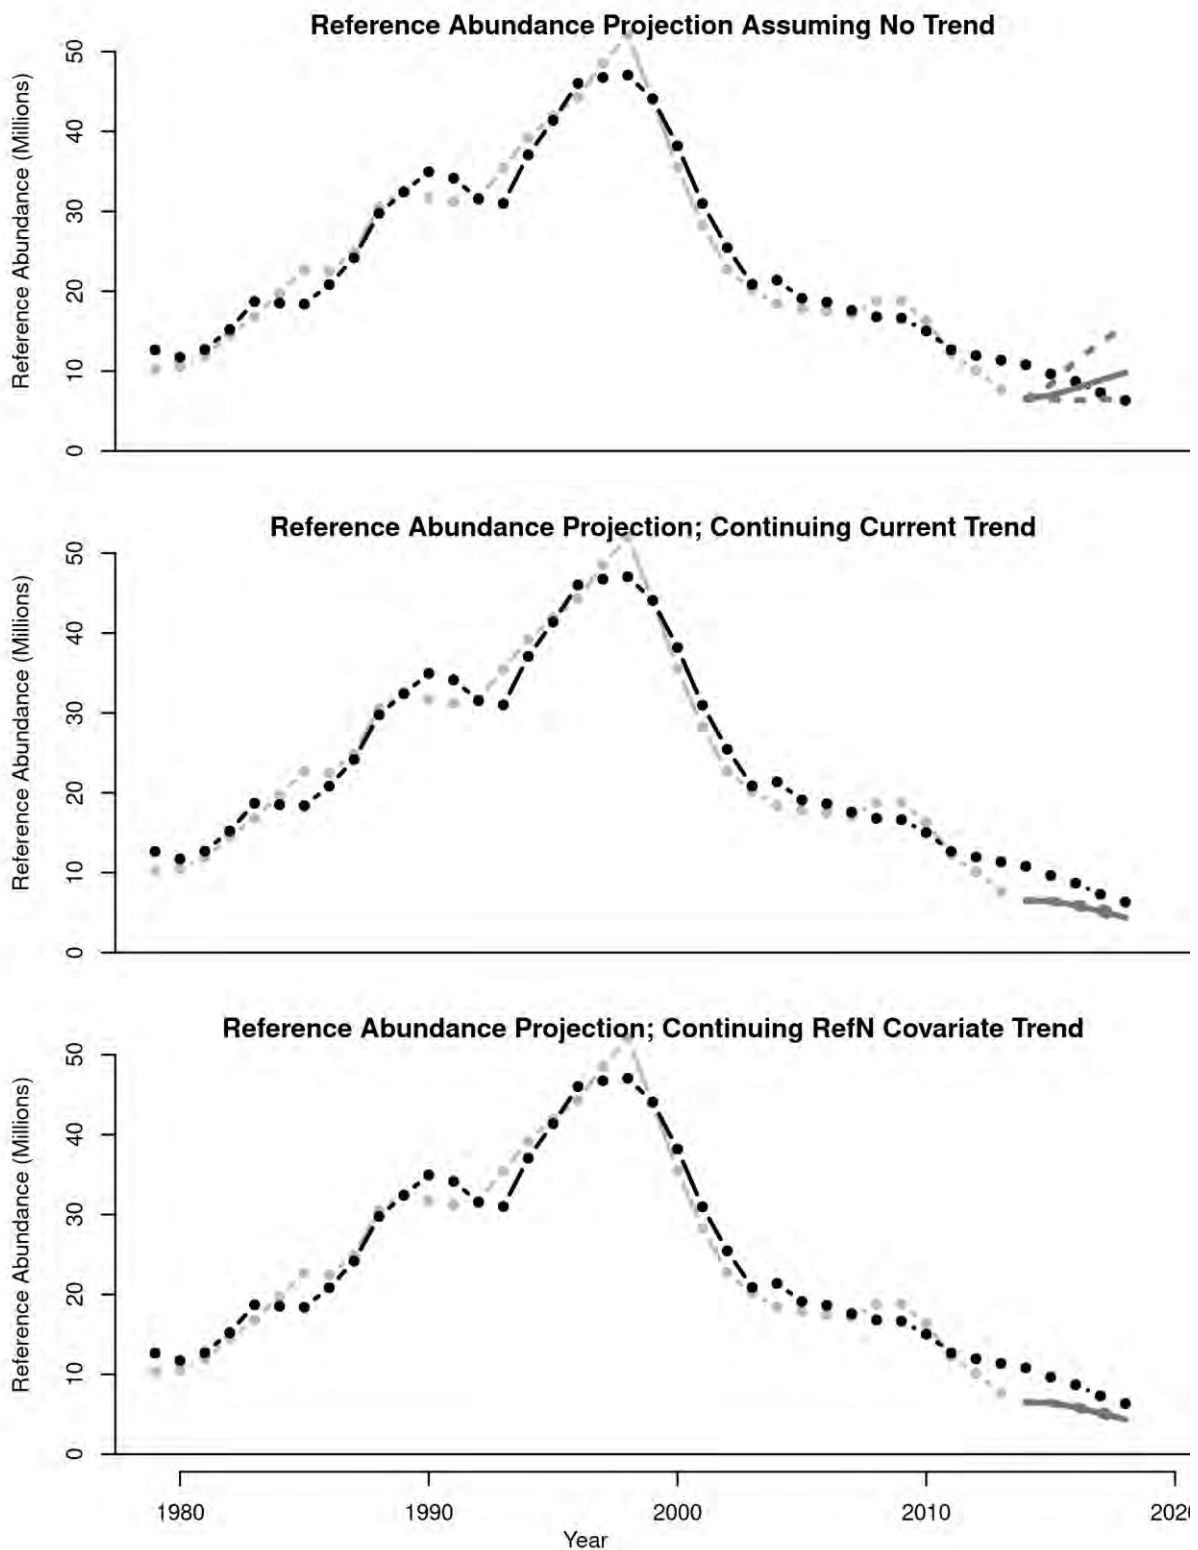 Reference Abundance Projection Assuming No Trend
Reference Abundance (Millions)
50
40
30
20
10
0
Reference Abundance Projection; Continuing Current Trend
Reference Abundance (Millions)
50
40
30
20
10
0
Reference Abundance Projection; Continuing RefN Covariate Trend
Reference Abundance (Millions)
50
40
30
20
10
0
1980 1990 2000 2010 2020
Year